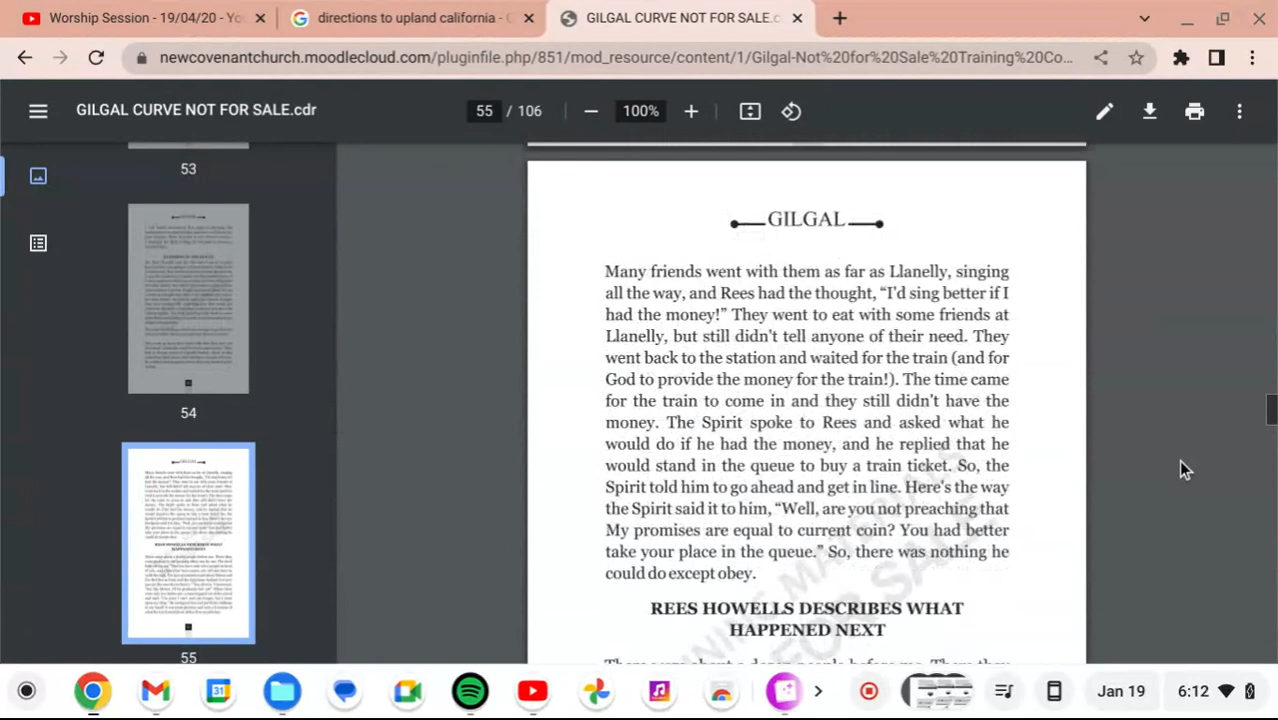 Worship Session - 19/04/20 - Yo
directions to upland california - G
GILGAL CURVE NOT FOR SALE.c
newcovenantchurch.moodlecloud.com/pluginfile.php/851/mod_resource/content/1/Gilgal-Not%20for%20Sale%20Training%20Co...
GILGAL CURVE NOT FOR SALE.cdr
55 / 106
100%
53
54
55
GILGAL
Many friends went with them as far as Llanelly, singing
all the way, and Rees had the thought, “I'd sing better if I
had the money!” They went to eat with some friends at
Llanelly, but still didn't tell anyone of their need. They
went back to the station and waited for the train (and for
God to provide the money for the train!). The time came
for the train to come in and they still didn't have the
money. The Spirit spoke to Rees and asked what he
would do if he had the money, and he replied that he
would stand in the queue to buy a train ticket. So, the
Spirit told him to go ahead and get in line. Here's the way
the Spirit said it to him, “Well, are you not preaching that
My promises are equal to current coin? You had better
take your place in the queue.” So, there was nothing he
could do except obey.
REES HOWELLS DESCRIBES WHAT
HAPPENED NEXT
There were about a dozen people before me. There they
31
Jan 19
6:12